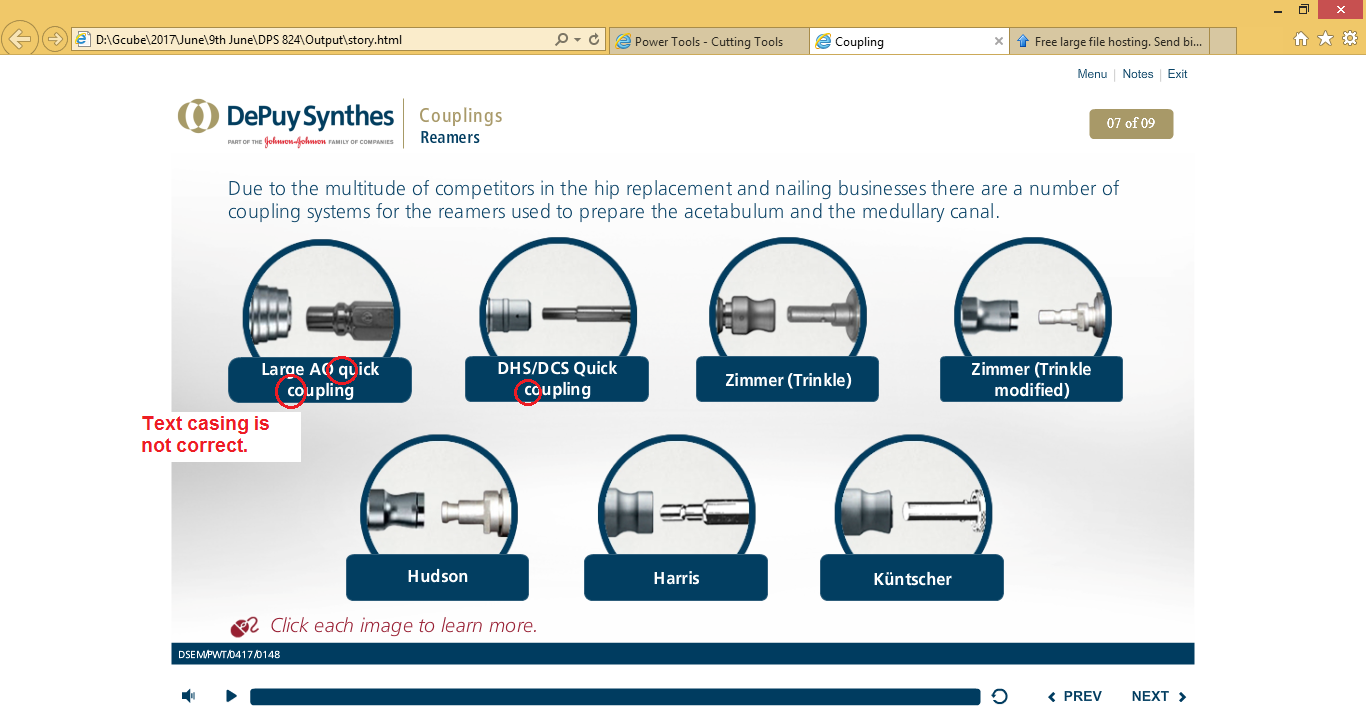 D:\Gcube\2017\June\9th June\DPS 824\Output\story.html
Power Tools - Cutting Tools
Coupling
Free large file hosting. Send bi...
Menu | Notes | Exit
DePuy Synthes
PART OF THE Johnson & Johnson FAMILY OF COMPANIES
Couplings
Reamers
07 of 09
Due to the multitude of competitors in the hip replacement and nailing businesses there are a number of
coupling systems for the reamers used to prepare the acetabulum and the medullary canal.
Large AO quick
coupling
DHS/DCS Quick
coupling
Zimmer (Trinkle)
Zimmer (Trinkle
modified)
Text casing is
not correct.
Hudson
Harris
Küntscher
Click each image to learn more.
DSEM/PWT/0417/0148
PREV
NEXT